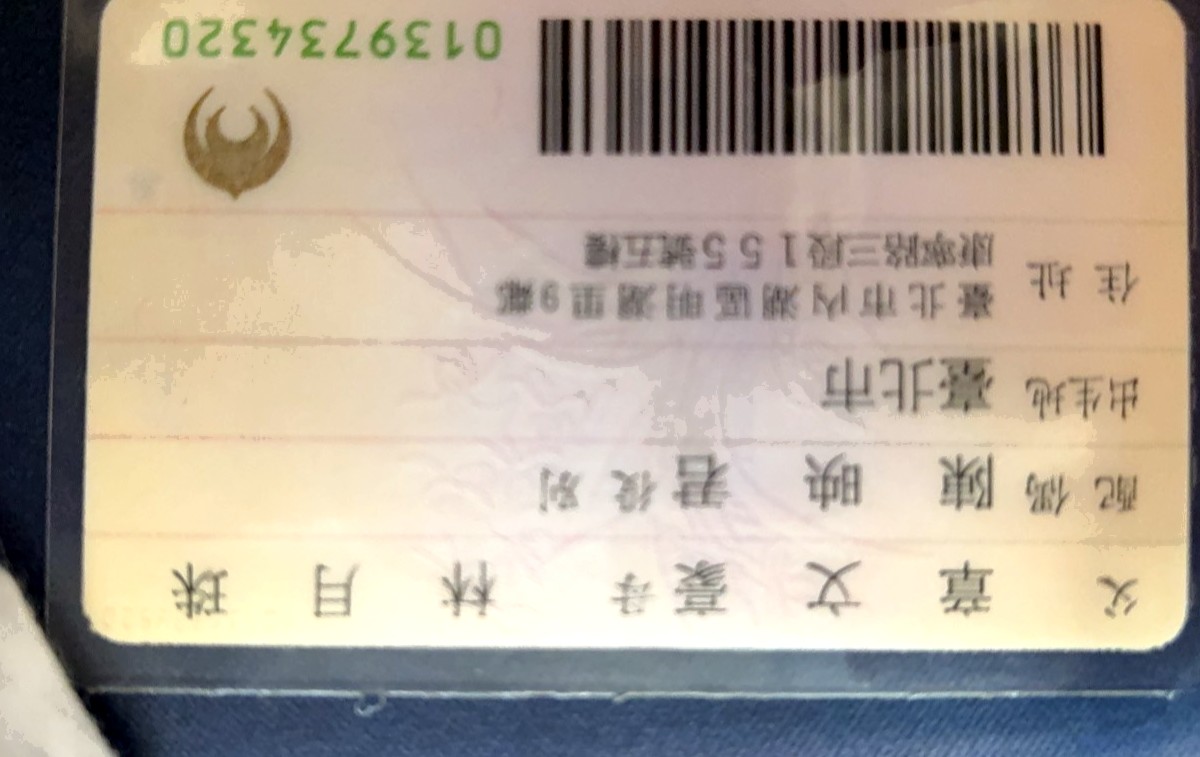 父 章文豪 母 林月珠
配偶 陳映君 役別
出生地 臺北市
住址 臺北市內湖區明湖里9鄰
康寧路三段155號五樓
0139734320